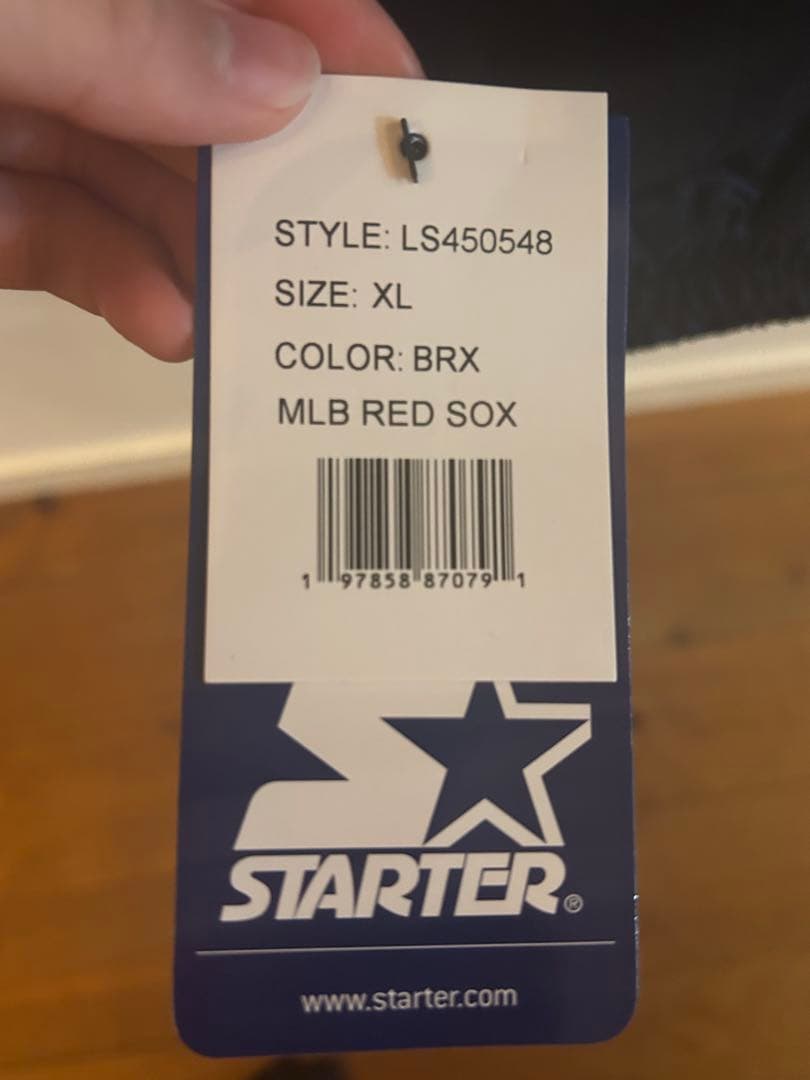 STYLE: LS450548
SIZE: XL
COLOR: BRX
MLB RED SOX
1 97858 87079 1
STARTER®
www.starter.com